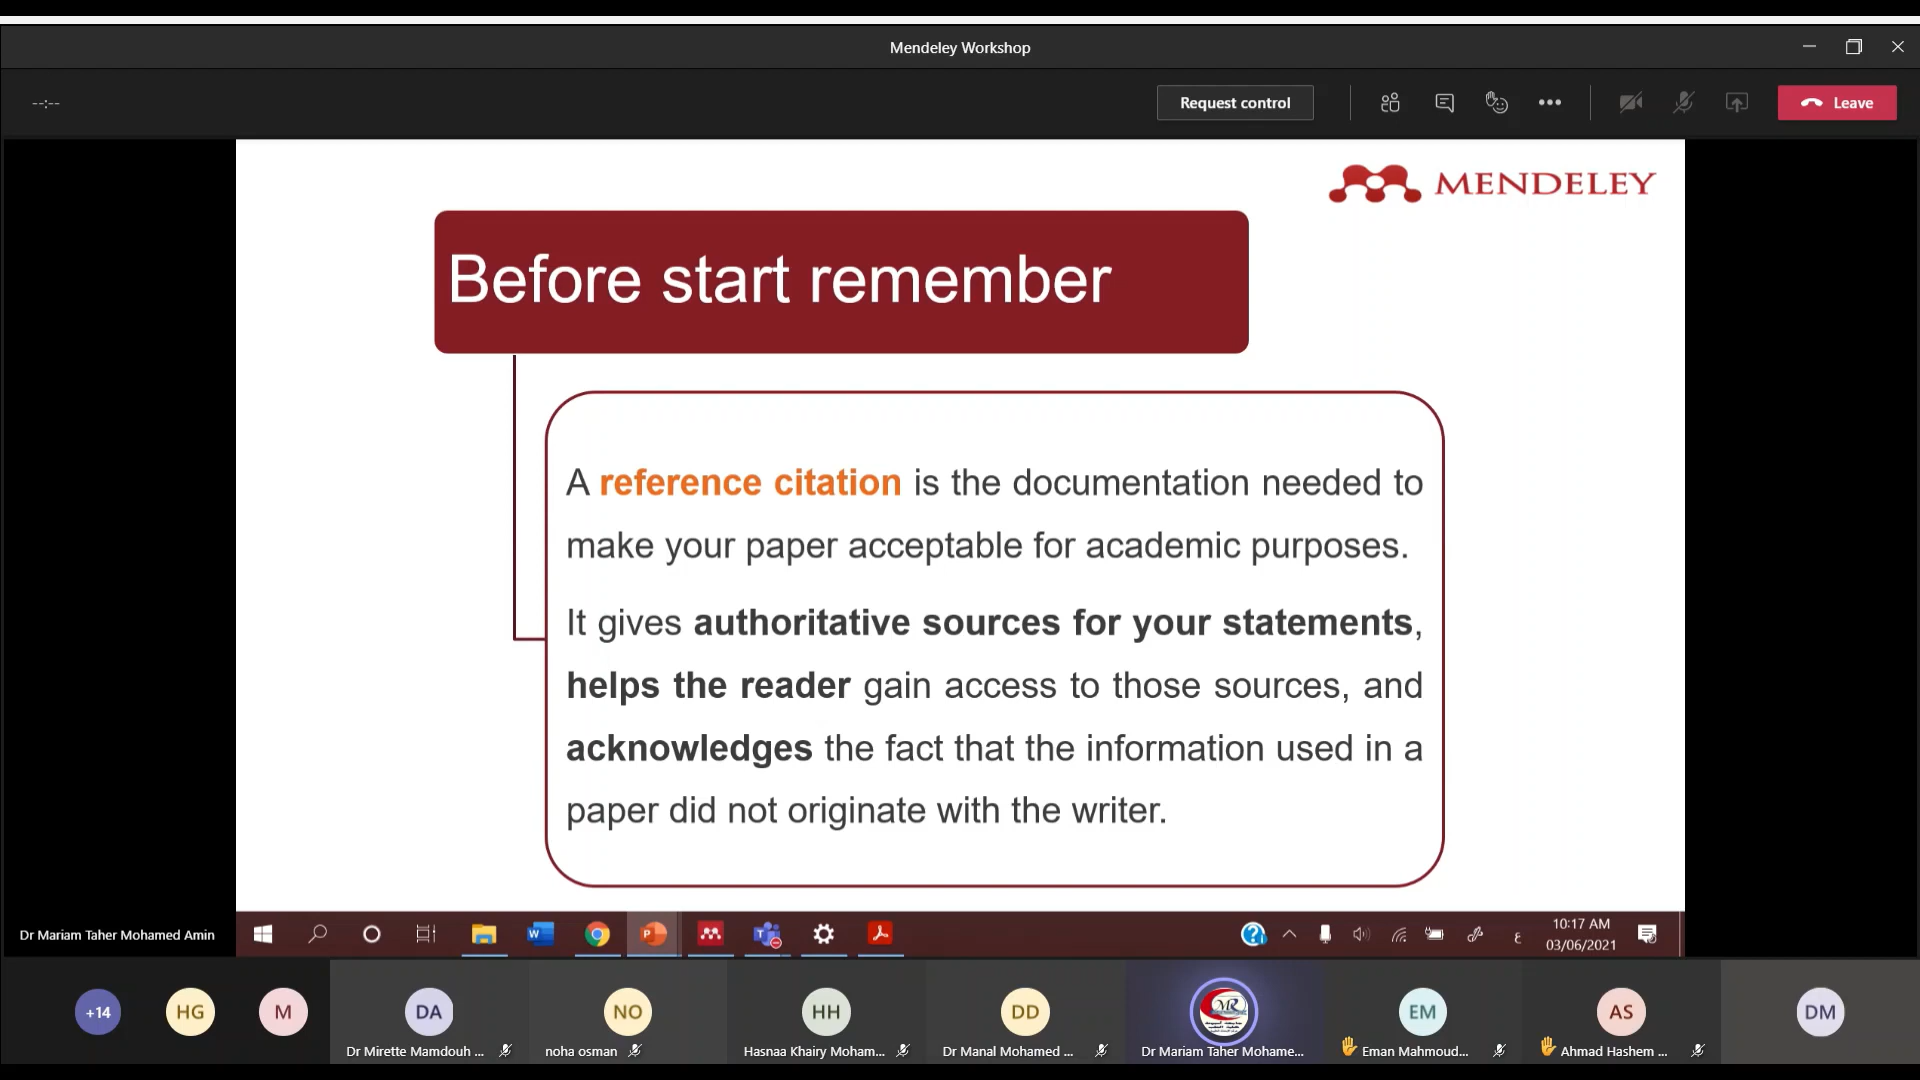 Mendeley Workshop
--:--
Request control
Leave
MENDELEY
Before start remember
A reference citation is the documentation needed to
make your paper acceptable for academic purposes.
It gives authoritative sources for your statements,
helps the reader gain access to those sources, and
acknowledges the fact that the information used in a
paper did not originate with the writer.
Dr Mariam Taher Mohamed Amin
ع
10:17 AM
03/06/2021
+14
HG
M
DA
NO
HH
DD
MR
EM
AS
DM
Dr Mirette Mamdouh ...
noha osman
Hasnaa Khairy Moham...
Dr Manal Mohamed ...
Dr Mariam Taher Mohame...
Eman Mahmoud...
Ahmad Hashem ...